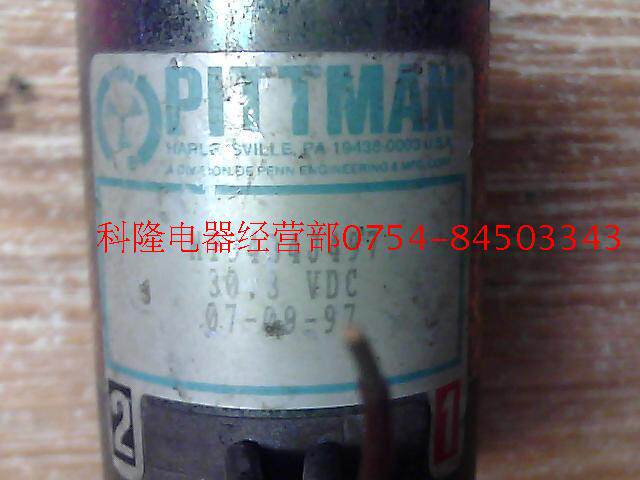 PITTMAN
HARLEYSVILLE, PA 19438-0003 U.S.A.
A DIVISION OF PENN ENGINEERING & MFG. CORP.
科隆电器经营部0754-84503343
30.3 VDC
07-09-97
2
1